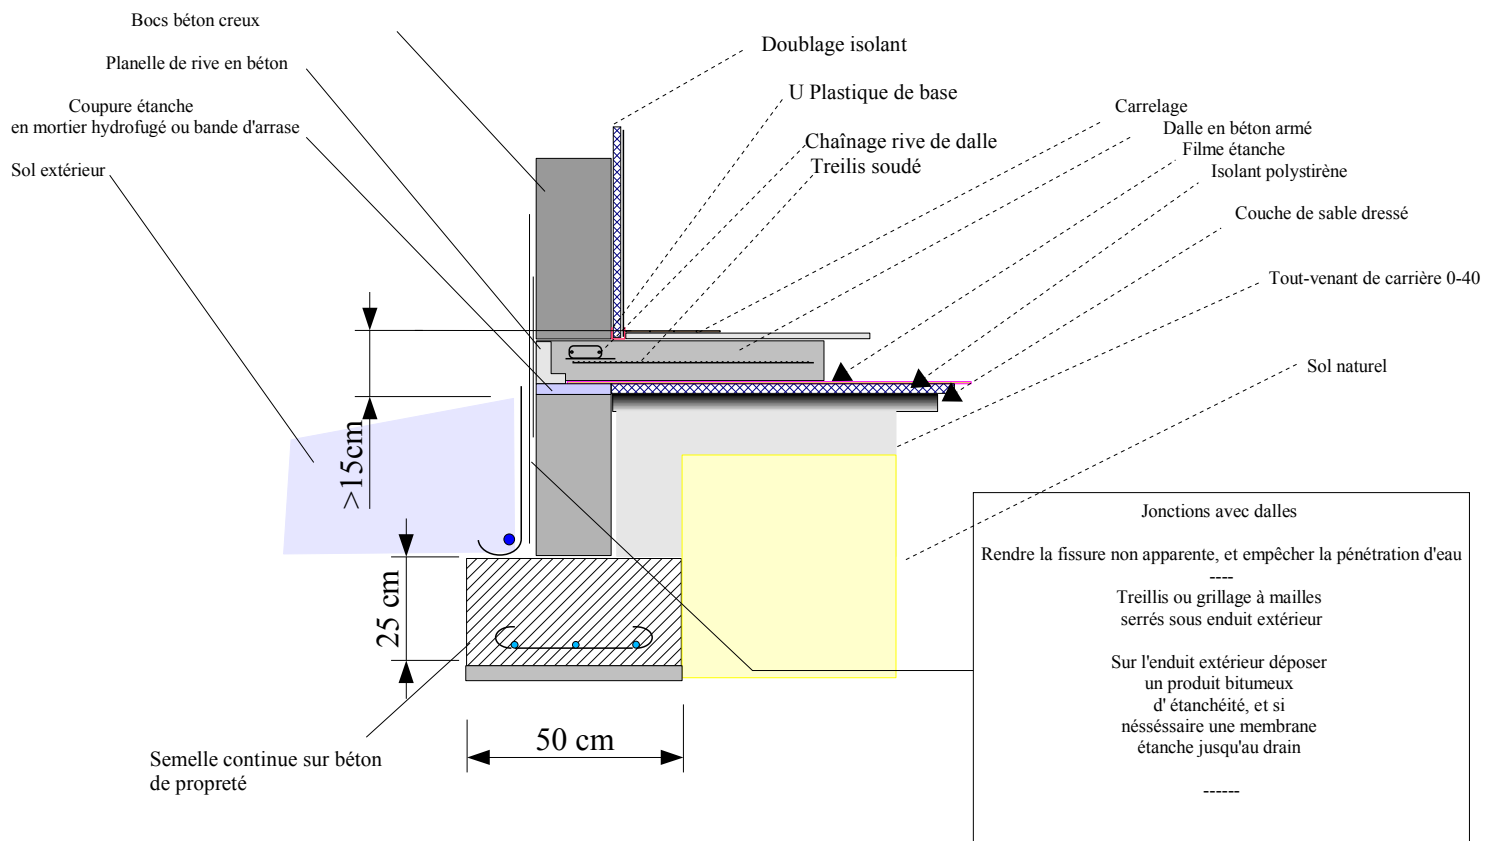 Bocs béton creux
Planelle de rive en béton
Coupure étanche
en mortier hydrofugé ou bande d'arrase
Sol extérieur
Doublage isolant
U Plastique de base
Chaînage rive de dalle
Treilis soudé
Carrelage
Dalle en béton armé
Filme étanche
Isolant polystirène
Couche de sable dressé
Tout-venant de carrière 0-40
Sol naturel
>15cm
25 cm
50 cm
Semelle continue sur béton
de propreté
Jonctions avec dalles
Rendre la fissure non apparente, et empêcher la pénétration d'eau
----
Treillis ou grillage à mailles
serrés sous enduit extérieur
Sur l'enduit extérieur déposer
un produit bitumeux
d' étanchéité, et si
nésséssaire une membrane
étanche jusqu'au drain
------